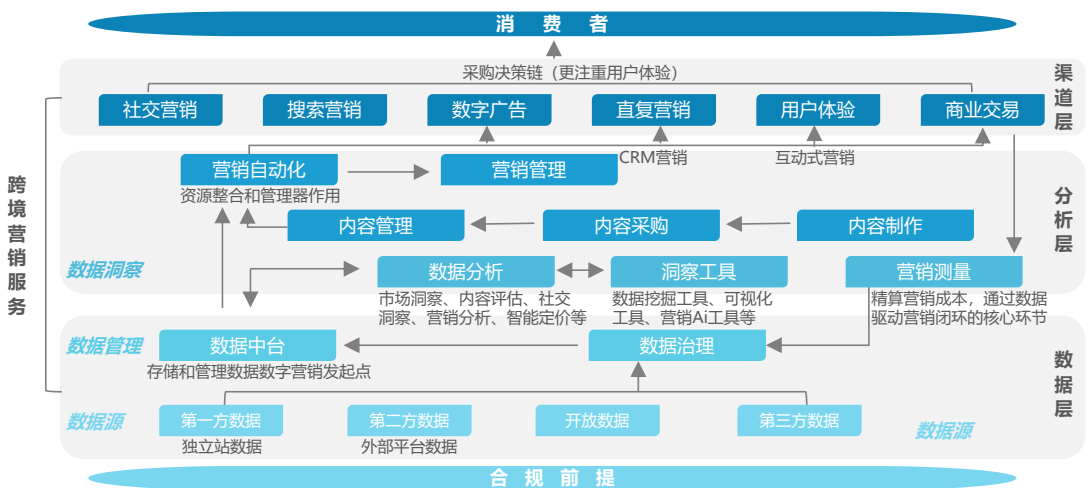 消费者
采购决策链（更注重用户体验）
渠道层
社交营销
搜索营销
数字广告
直复营销
用户体验
商业交易
CRM营销
互动式营销
跨境营销服务
营销自动化
营销管理
资源整合和管理器作用
分析层
内容管理
内容采购
内容制作
数据洞察
数据分析
洞察工具
营销测量
市场洞察、内容评估、社交
洞察、营销分析、智能定价等
数据挖掘工具、可视化
工具、营销Ai工具等
精算营销成本，通过数据
驱动营销闭环的核心环节
数据管理
数据中台
数据治理
存储和管理数据数字营销发起点
数据层
数据源
第一方数据
第二方数据
开放数据
第三方数据
数据源
独立站数据
外部平台数据
合规前提